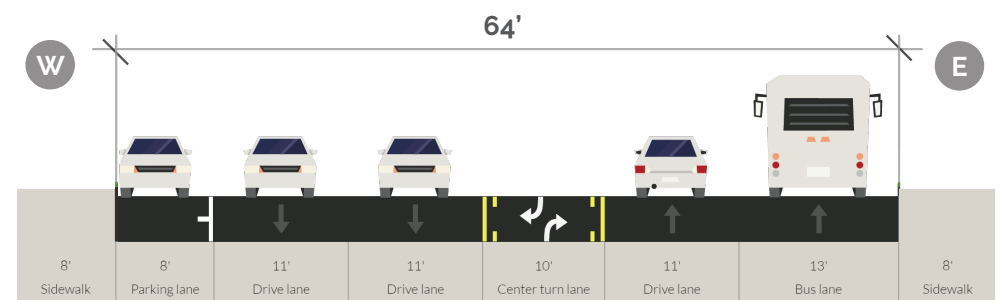 64’
W
E
8'
8'
11'
11'
10'
11'
13'
8'
Sidewalk
Parking lane
Drive lane
Drive lane
Center turn lane
Drive lane
Bus lane
Sidewalk